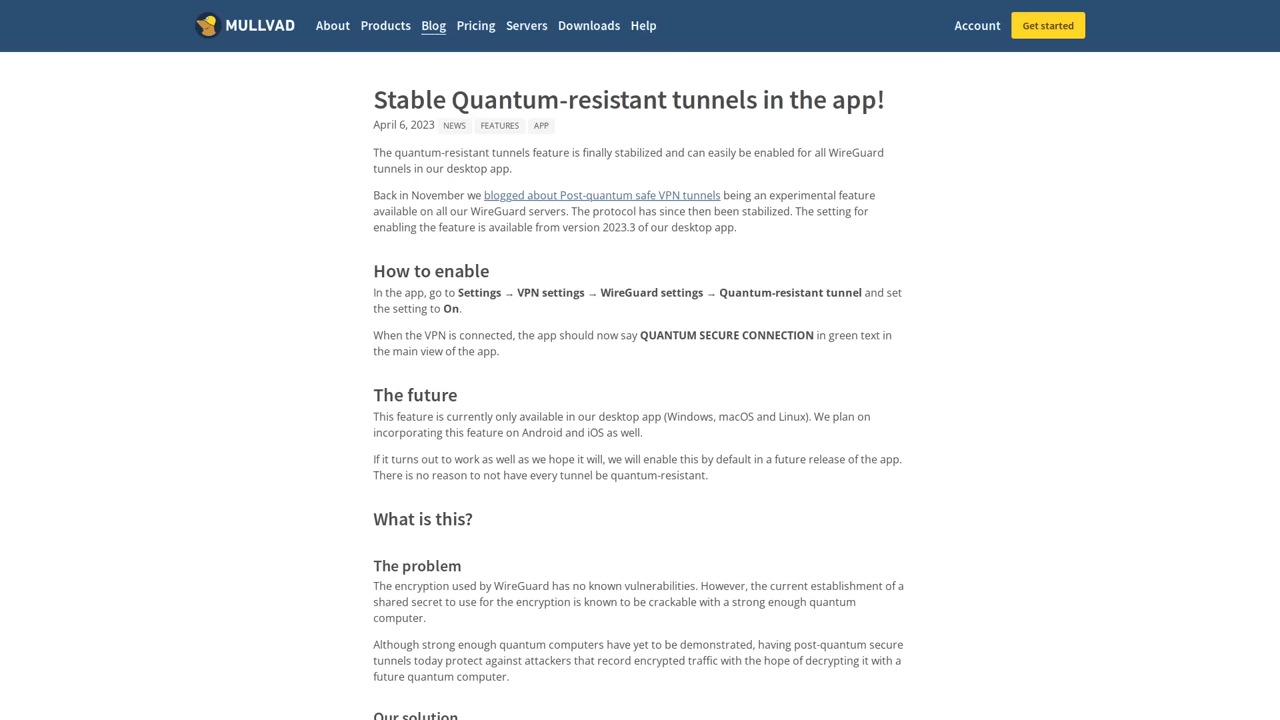 MULLVAD About Products Blog Pricing Servers Downloads Help Account Get started
Stable Quantum-resistant tunnels in the app!
April 6, 2023 NEWS FEATURES APP
The quantum-resistant tunnels feature is finally stabilized and can easily be enabled for all WireGuard
tunnels in our desktop app.
Back in November we blogged about Post-quantum safe VPN tunnels being an experimental feature
available on all our WireGuard servers. The protocol has since then been stabilized. The setting for
enabling the feature is available from version 2023.3 of our desktop app.
How to enable
In the app, go to Settings → VPN settings → WireGuard settings → Quantum-resistant tunnel and set
the setting to On.
When the VPN is connected, the app should now say QUANTUM SECURE CONNECTION in green text in
the main view of the app.
The future
This feature is currently only available in our desktop app (Windows, macOS and Linux). We plan on
incorporating this feature on Android and iOS as well.
If it turns out to work as well as we hope it will, we will enable this by default in a future release of the app.
There is no reason to not have every tunnel be quantum-resistant.
What is this?
The problem
The encryption used by WireGuard has no known vulnerabilities. However, the current establishment of a
shared secret to use for the encryption is known to be crackable with a strong enough quantum
computer.
Although strong enough quantum computers have yet to be demonstrated, having post-quantum secure
tunnels today protect against attackers that record encrypted traffic with the hope of decrypting it with a
future quantum computer.
Our solution